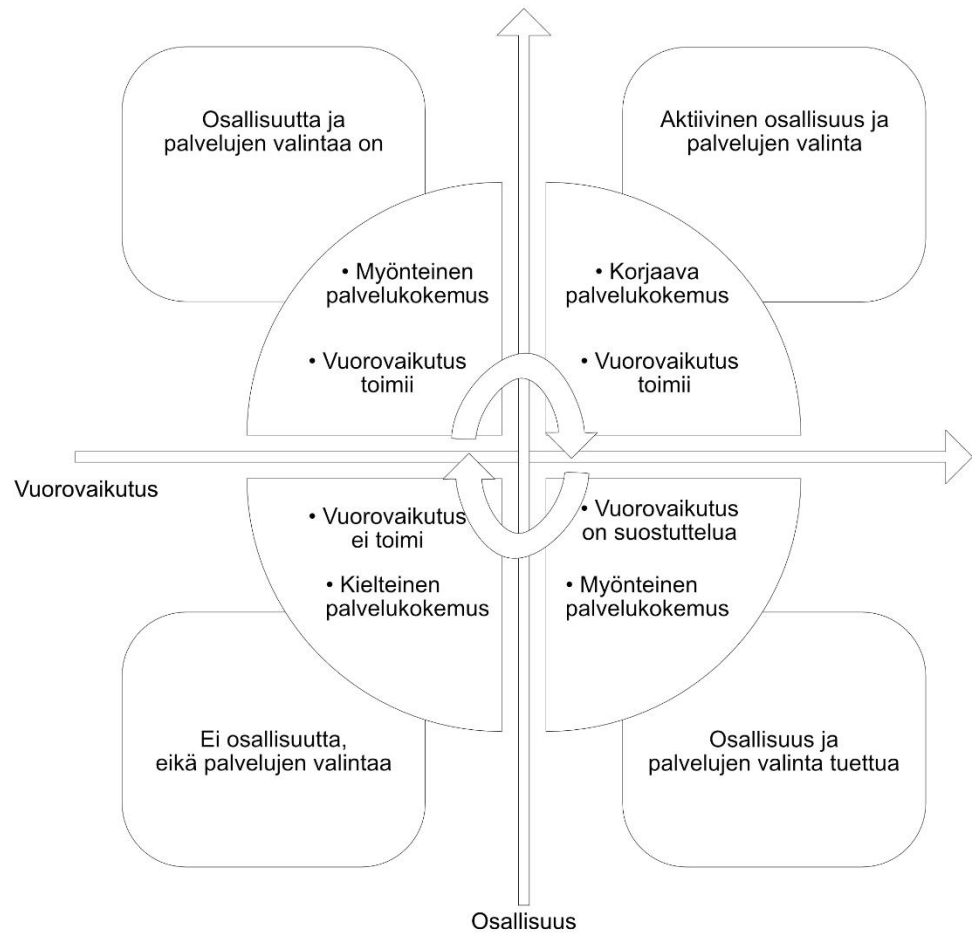 Osallisuutta ja
palvelujen valintaa on
Aktiivinen osallisuus ja
palvelujen valinta
• Myönteinen
palvelukokemus
• Vuorovaikutus
toimii
• Korjaava
palvelukokemus
• Vuorovaikutus
toimii
Vuorovaikutus
• Vuorovaikutus
ei toimi
• Kielteinen
palvelukokemus
• Vuorovaikutus
on suostuttelua
• Myönteinen
palvelukokemus
Ei osallisuutta,
eikä palvelujen valintaa
Osallisuus ja
palvelujen valinta tuettua
Osallisuus